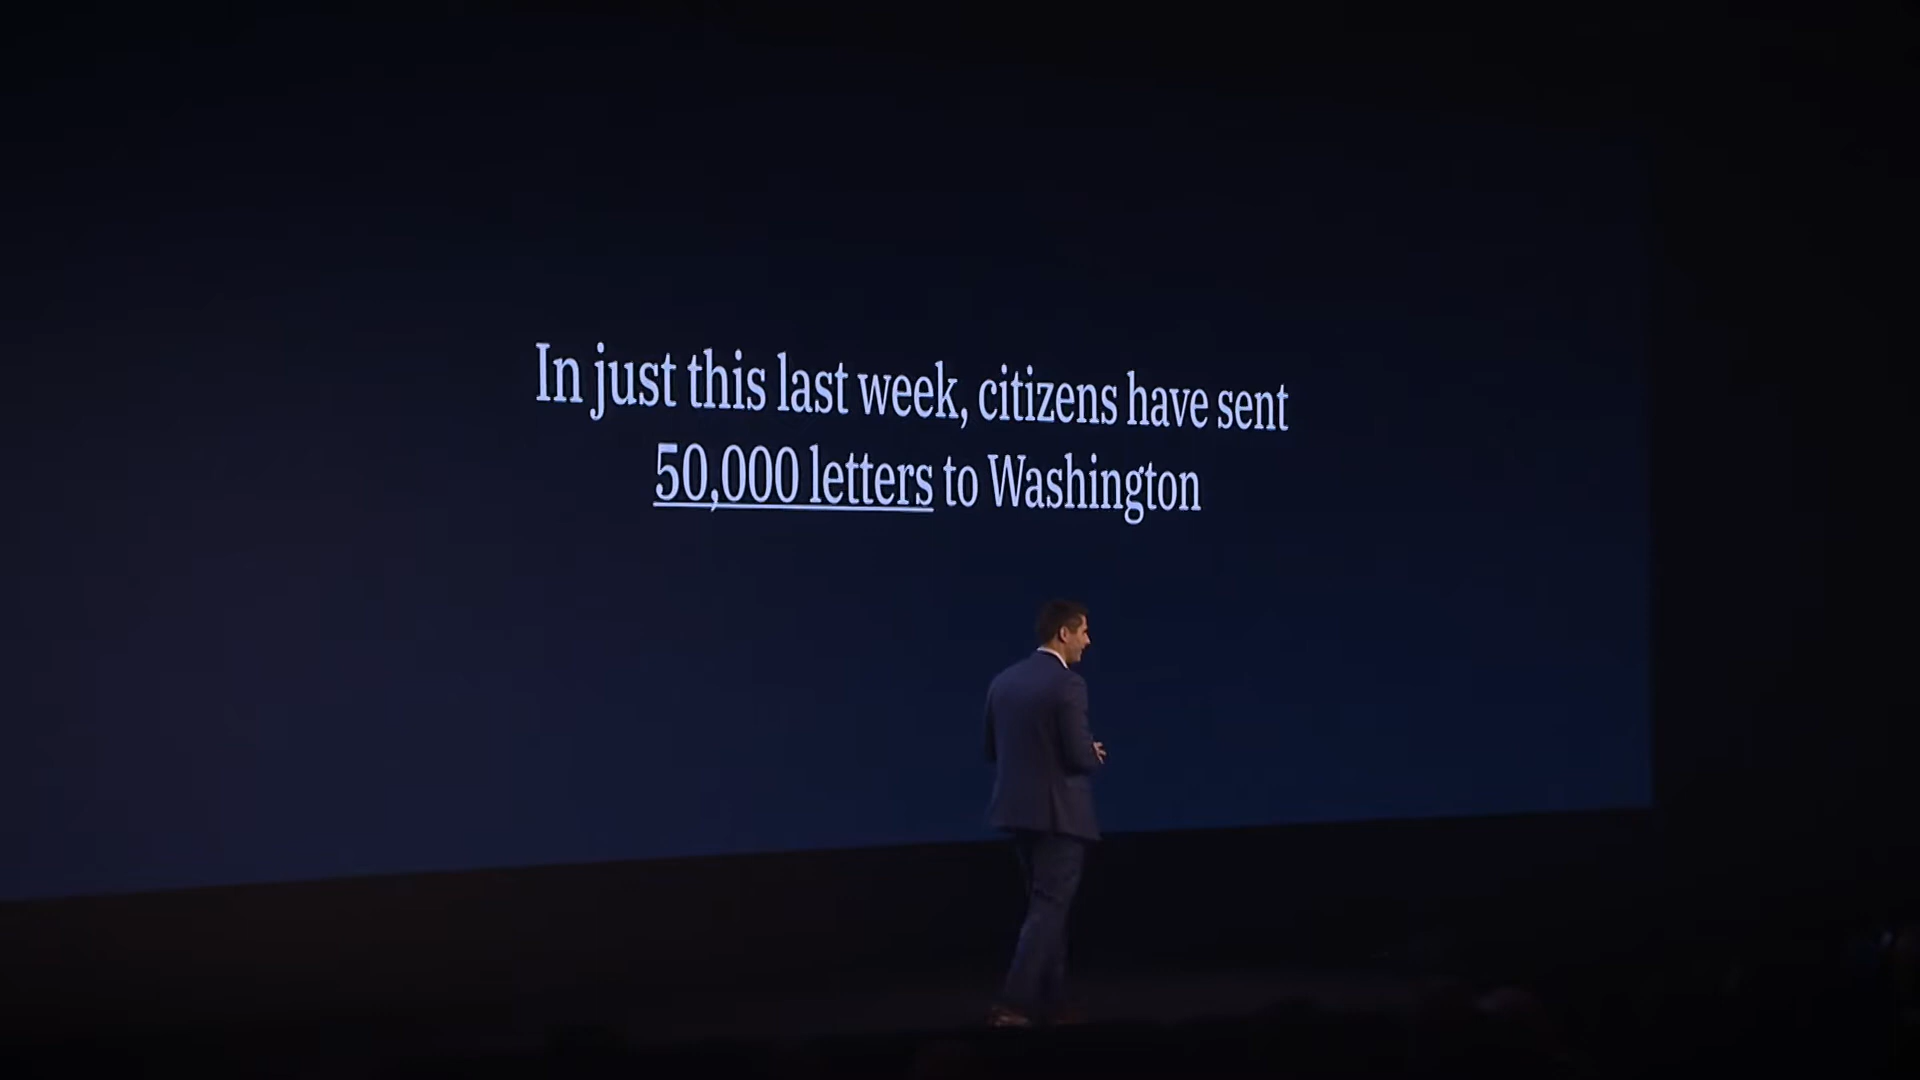 In just this last week, citizens have sent
50,000 letters to Washington